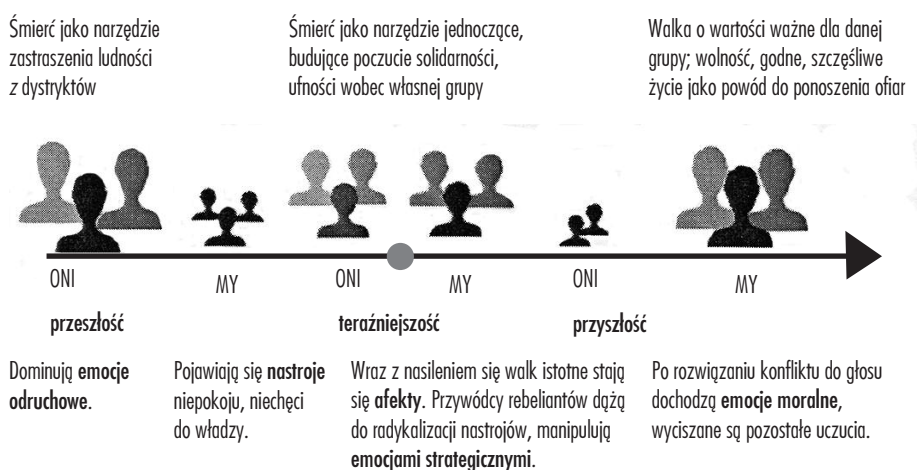 Śmierć jako narzędzie
zastraszenia ludności
z dystryktów
Śmierć jako narzędzie jednoczące,
budujące poczucie solidarności,
ufności wobec własnej grupy
Walka o wartości ważne dla danej
grupy; wolność, godne, szczęśliwe
życie jako powód do ponoszenia ofiar
ONI
MY
ONI
MY
ONI
MY
przeszłość
teraźniejszość
przyszłość
Dominują emocje
odruchowe.
Pojawiają się nastroje
niepokoju, niechęci
do władzy.
Wraz z nasileniem się walk istotne stają
się afekty. Przywódcy rebeliantów dążą
do radykalizacji nastrojów, manipulują
emocjami strategicznymi.
Po rozwiązaniu konfliktu do głosu
dochodzą emocje moralne,
wyciszane są pozostałe uczucia.